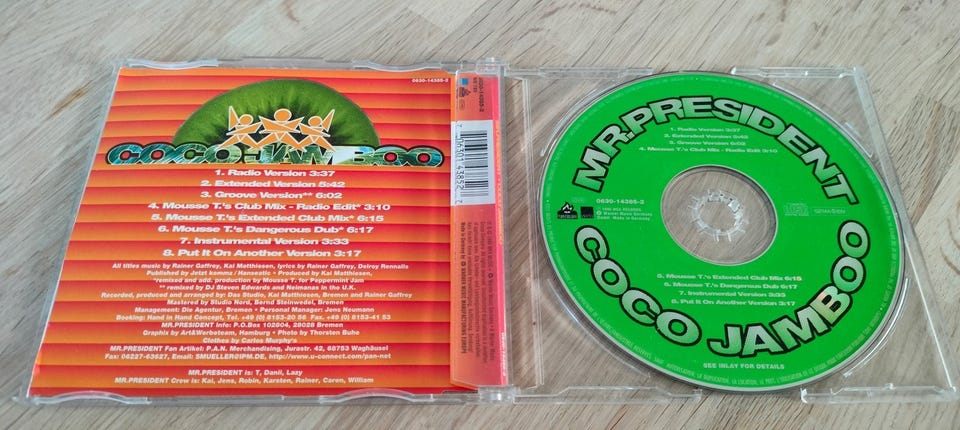 0630-14385-2
COCO JAMBOO
1. Radio Version 3:37
2. Extended Version 5:42
3. Groove Version** 6:02
4. Mousse T.'s Club Mix - Radio Edit* 3:10
5. Mousse T.'s Extended Club Mix* 6:15
6. Mousse T.'s Dangerous Dub* 6:17
7. Instrumental Version 3:33
8. Put It On Another Version 3:17
All titles music by Rainer Gaffrey, Kai Matthiesen, lyrics by Rainer Gaffrey, Delroy Rennalls
Published by Jetzt kommz / Hanseatic • Produced by Kai Matthiesen,
*remixed and add. production by Mousse T. for Peppermint Jam
** remixed by DJ Steven Edwards and Neimanas in the U.K.
Recorded, produced and arranged by: Das Studio, Kai Matthiesen, Bremen and Rainer Gaffrey
Mastered by Studio Nord, Bernd Steinwedel, Bremen
Management: Die Agentur, Bremen • Personal Manager: Jens Neumann
Booking: Hand in Hand Concept, Tel. +49 (0) 8153-20 56 Fax. +49 (0) 8153-41 53
MR.PRESIDENT Info: P.O.Box 102804, 28028 Bremen
Graphix by Art&Werbeteam, Hamburg • Photo by Thorsten Buhe
Clothes by Carlos Murphy's
MR.PRESIDENT Fan Artikel: P.A.N. Merchandising, Jurastr. 42, 68753 Waghäusel
Fax: 06227-63627, Email: SMUELLER@IPM.DE, http://www.u-connect.com/pan-net
MR.PRESIDENT is: T, Danii, Lazy
MR.PRESIDENT Crew is: Kai, Jens, Robin, Karsten, Rainer, Caren, William
0630-14385-2
MR.PRESIDENT
1. Radio Version 3:37
2. Extended Version 5:42
3. Groove Version 6:02
4. Mousse T.'s Club Mix - Radio Edit 3:10
0630-14385-2
Made in Germany
5. Mousse T.'s Extended Club Mix 6:15
6. Mousse T.'s Dangerous Dub 6:17
7. Instrumental Version 3:33
8. Put It On Another Version 3:17
COCO JAMBOO
SEE INLAY FOR DETAILS